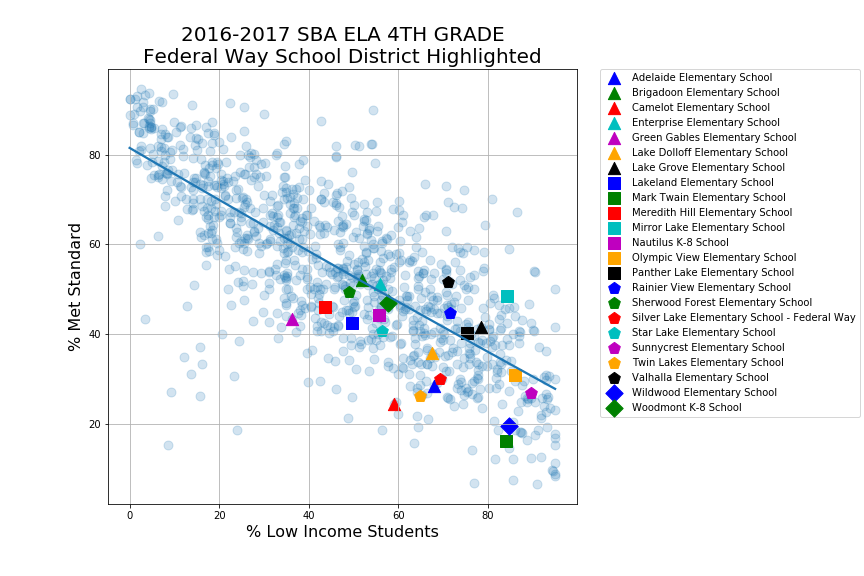 2016-2017 SBA ELA 4TH GRADE
Federal Way School District Highlighted
% Met Standard
80
60
40
20
0
20
40
60
80
% Low Income Students
Adelaide Elementary School
Brigadoon Elementary School
Camelot Elementary School
Enterprise Elementary School
Green Gables Elementary School
Lake Dolloff Elementary School
Lake Grove Elementary School
Lakeland Elementary School
Mark Twain Elementary School
Meredith Hill Elementary School
Mirror Lake Elementary School
Nautilus K-8 School
Olympic View Elementary School
Panther Lake Elementary School
Rainier View Elementary School
Sherwood Forest Elementary School
Silver Lake Elementary School - Federal Way
Star Lake Elementary School
Sunnycrest Elementary School
Twin Lakes Elementary School
Valhalla Elementary School
Wildwood Elementary School
Woodmont K-8 School